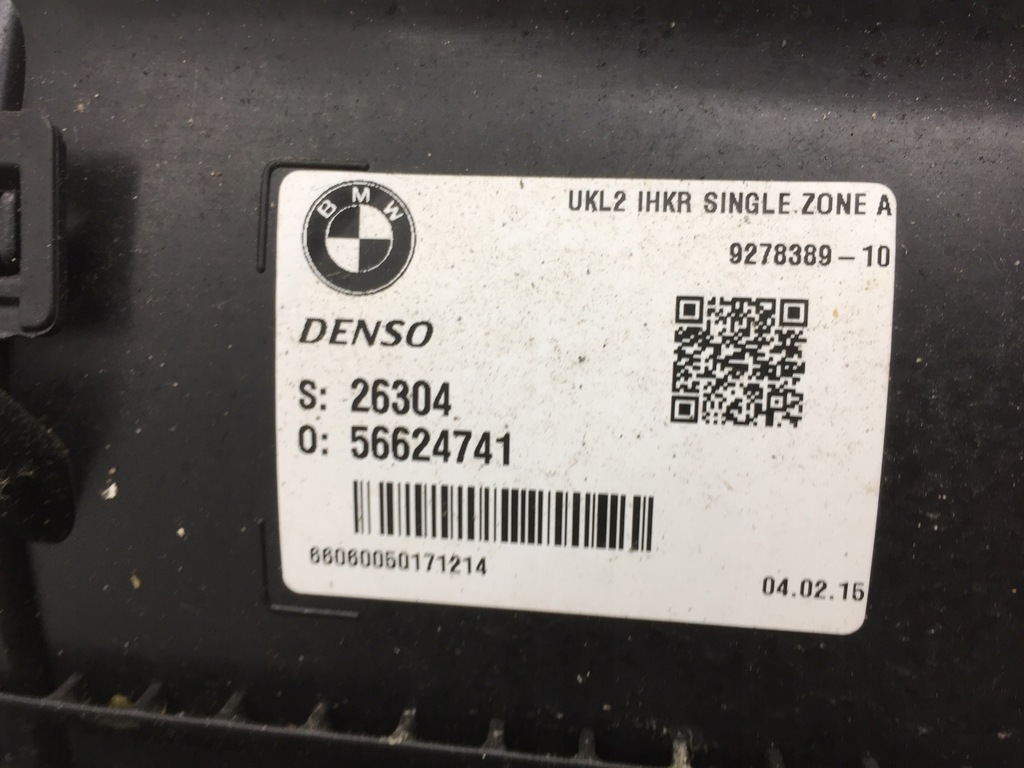 BMW
UKL2 IHKR SINGLE ZONE A
9278389-10
DENSO
S: 26304
O: 56624741
66060050171214
04.02.15